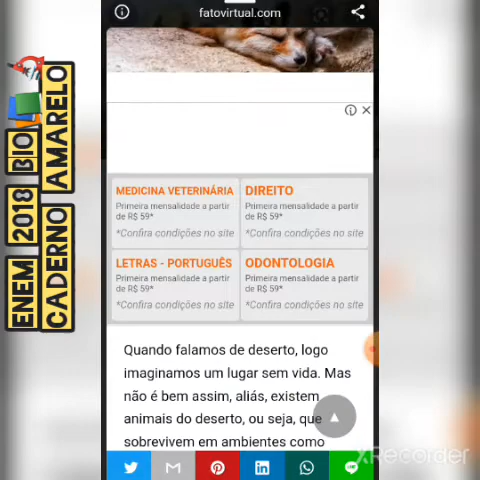 fatovirtual.com
ENEM 2018 BIO
CADERNO AMARELO
MEDICINA VETERINÁRIA
Primeira mensalidade a partir
de R$ 59*
*Confira condições no site
DIREITO
Primeira mensalidade a partir
de R$ 59*
*Confira condições no site
LETRAS - PORTUGUÊS
Primeira mensalidade a partir
de R$ 59*
*Confira condições no site
ODONTOLOGIA
Primeira mensalidade a partir
de R$ 59*
*Confira condições no site
Quando falamos de deserto, logo
imaginamos um lugar sem vida. Mas
não é bem assim, aliás, existem
animais do deserto, ou seja, que
sobrevivem em ambientes como
XRecorder